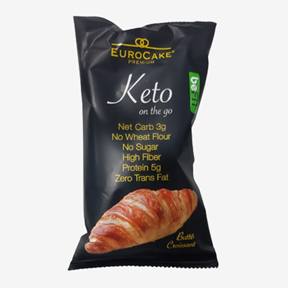 EUROCAKE®
PREMIUM
Keto
on the go
Net Carb 3g
No Wheat Flour
No Sugar
High Fiber
Protein 5g
Zero Trans Fat
Croissant